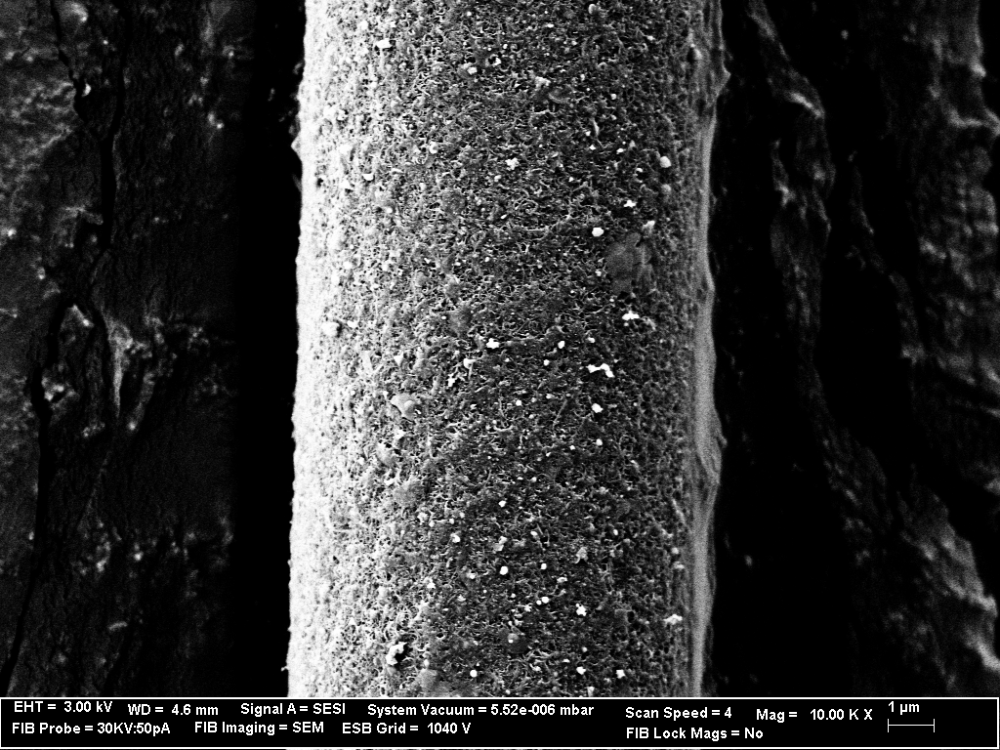 EHT = 3.00 kV WD = 4.6 mm Signal A = SESI System Vacuum = 5.52e-006 mbar Scan Speed = 4 Mag = 10.00 K X 1 µm
FIB Probe = 30KV:50pA FIB Imaging = SEM ESB Grid = 1040 V FIB Lock Mags = No